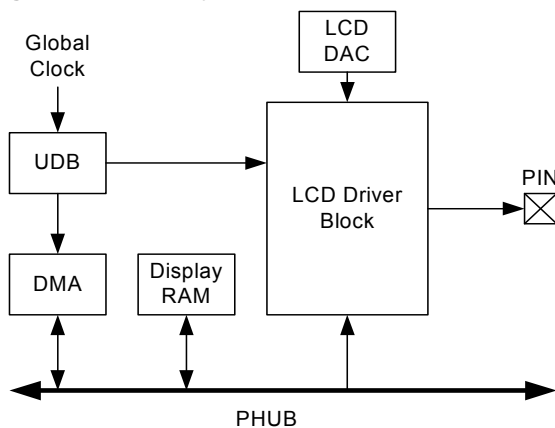 LCD
DAC
Global
Clock
UDB
LCD Driver
Block
PIN
DMA
Display
RAM
PHUB